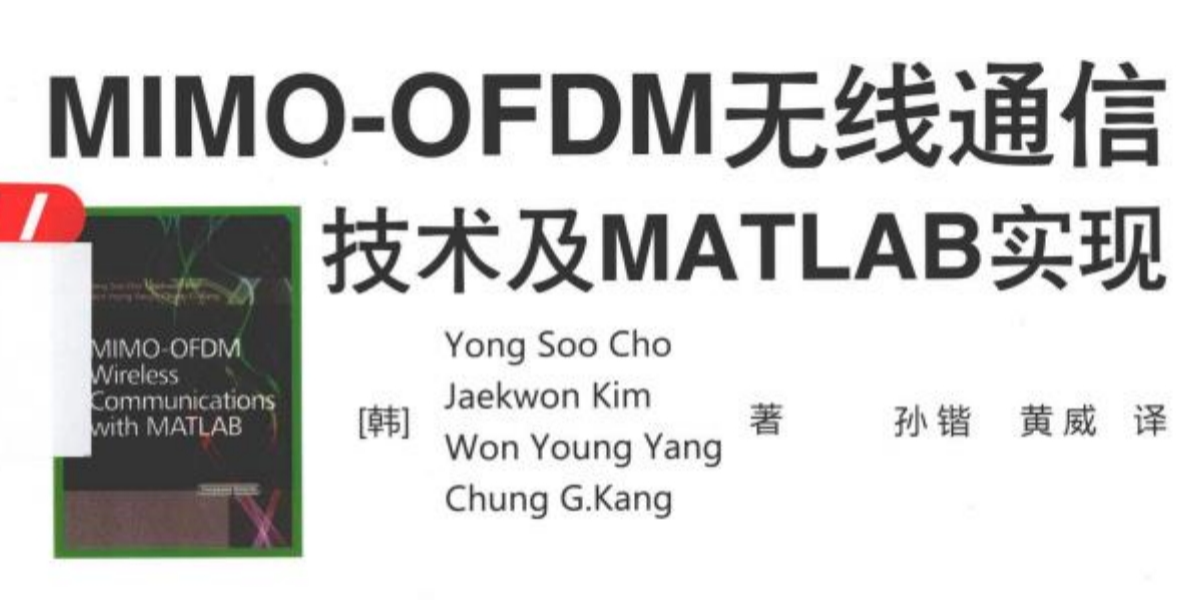 MIMO-OFDM无线通信
技术及MATLAB实现
MIMO-OFDM
Wireless
Communications
with MATLAB
[韩]
Yong Soo Cho
Jaekwon Kim
Won Young Yang
Chung G.Kang
著
孙锴 黄威 译